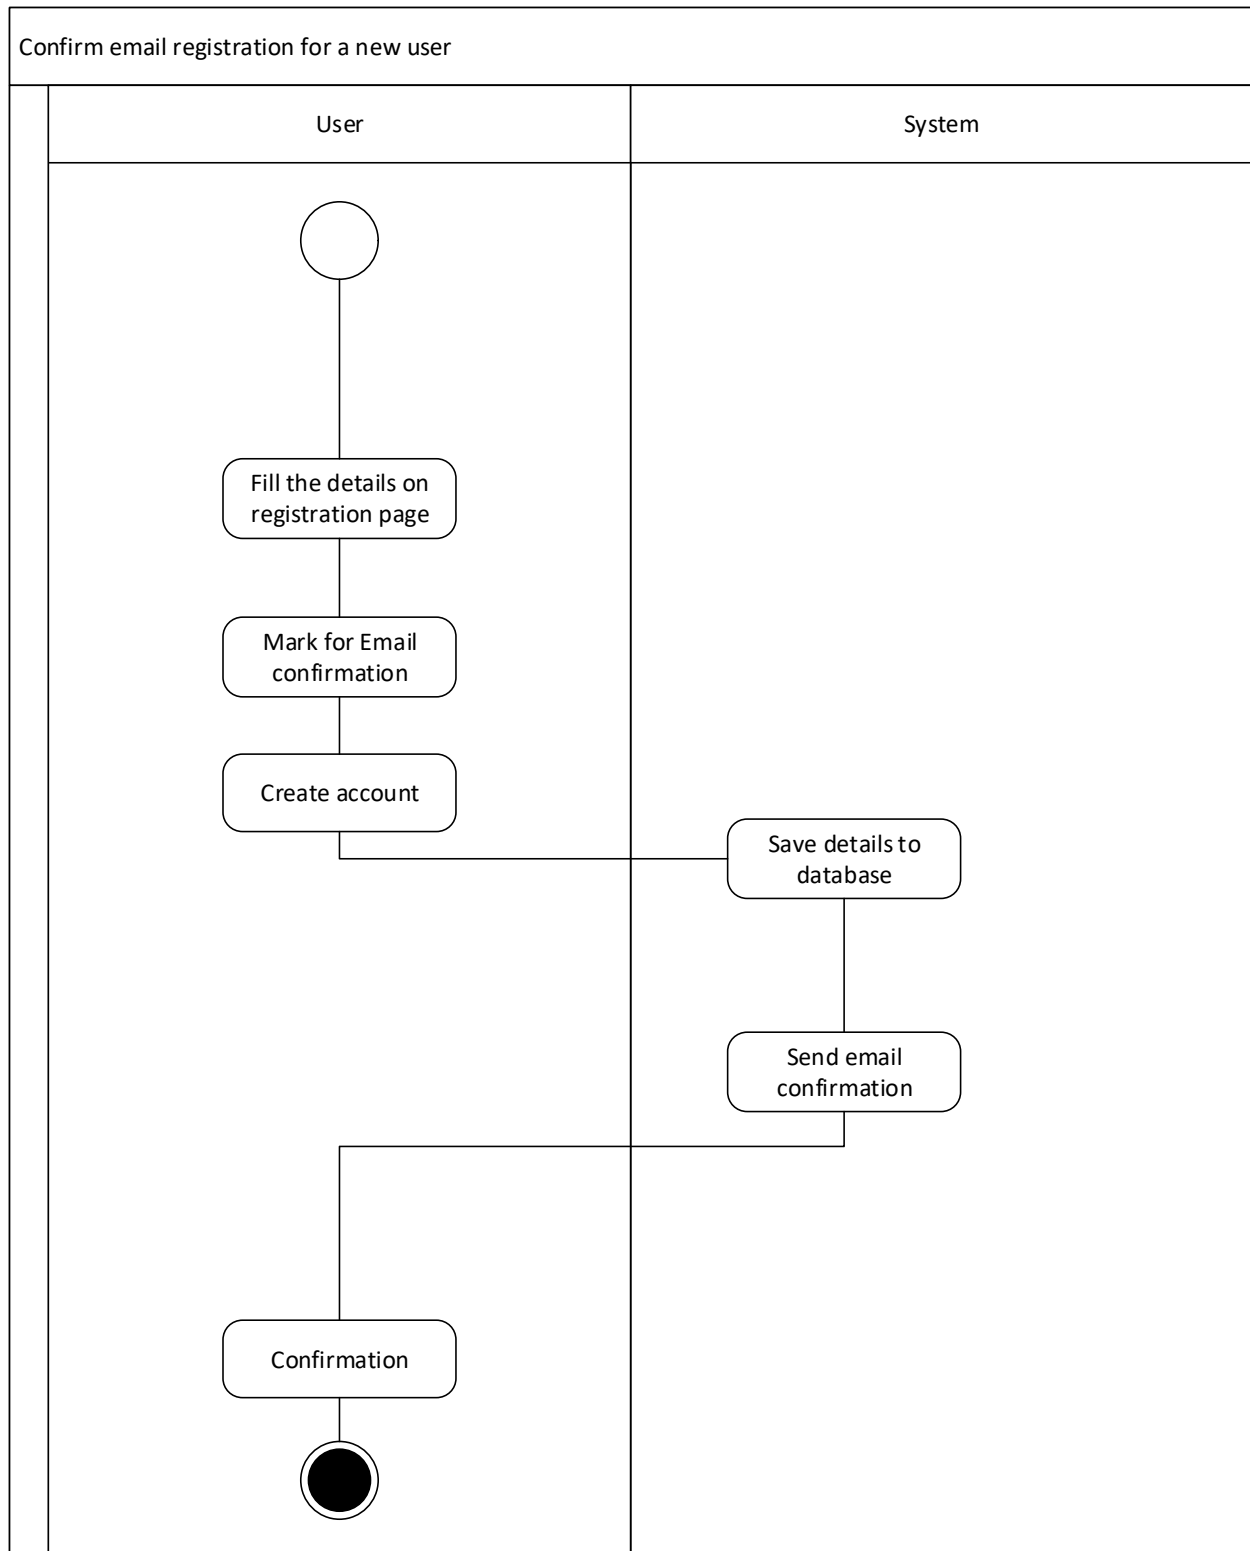 Confirm email registration for a new user
User
System
Fill the details on
registration page
Mark for Email
confirmation
Create account
Save details to
database
Send email
confirmation
Confirmation